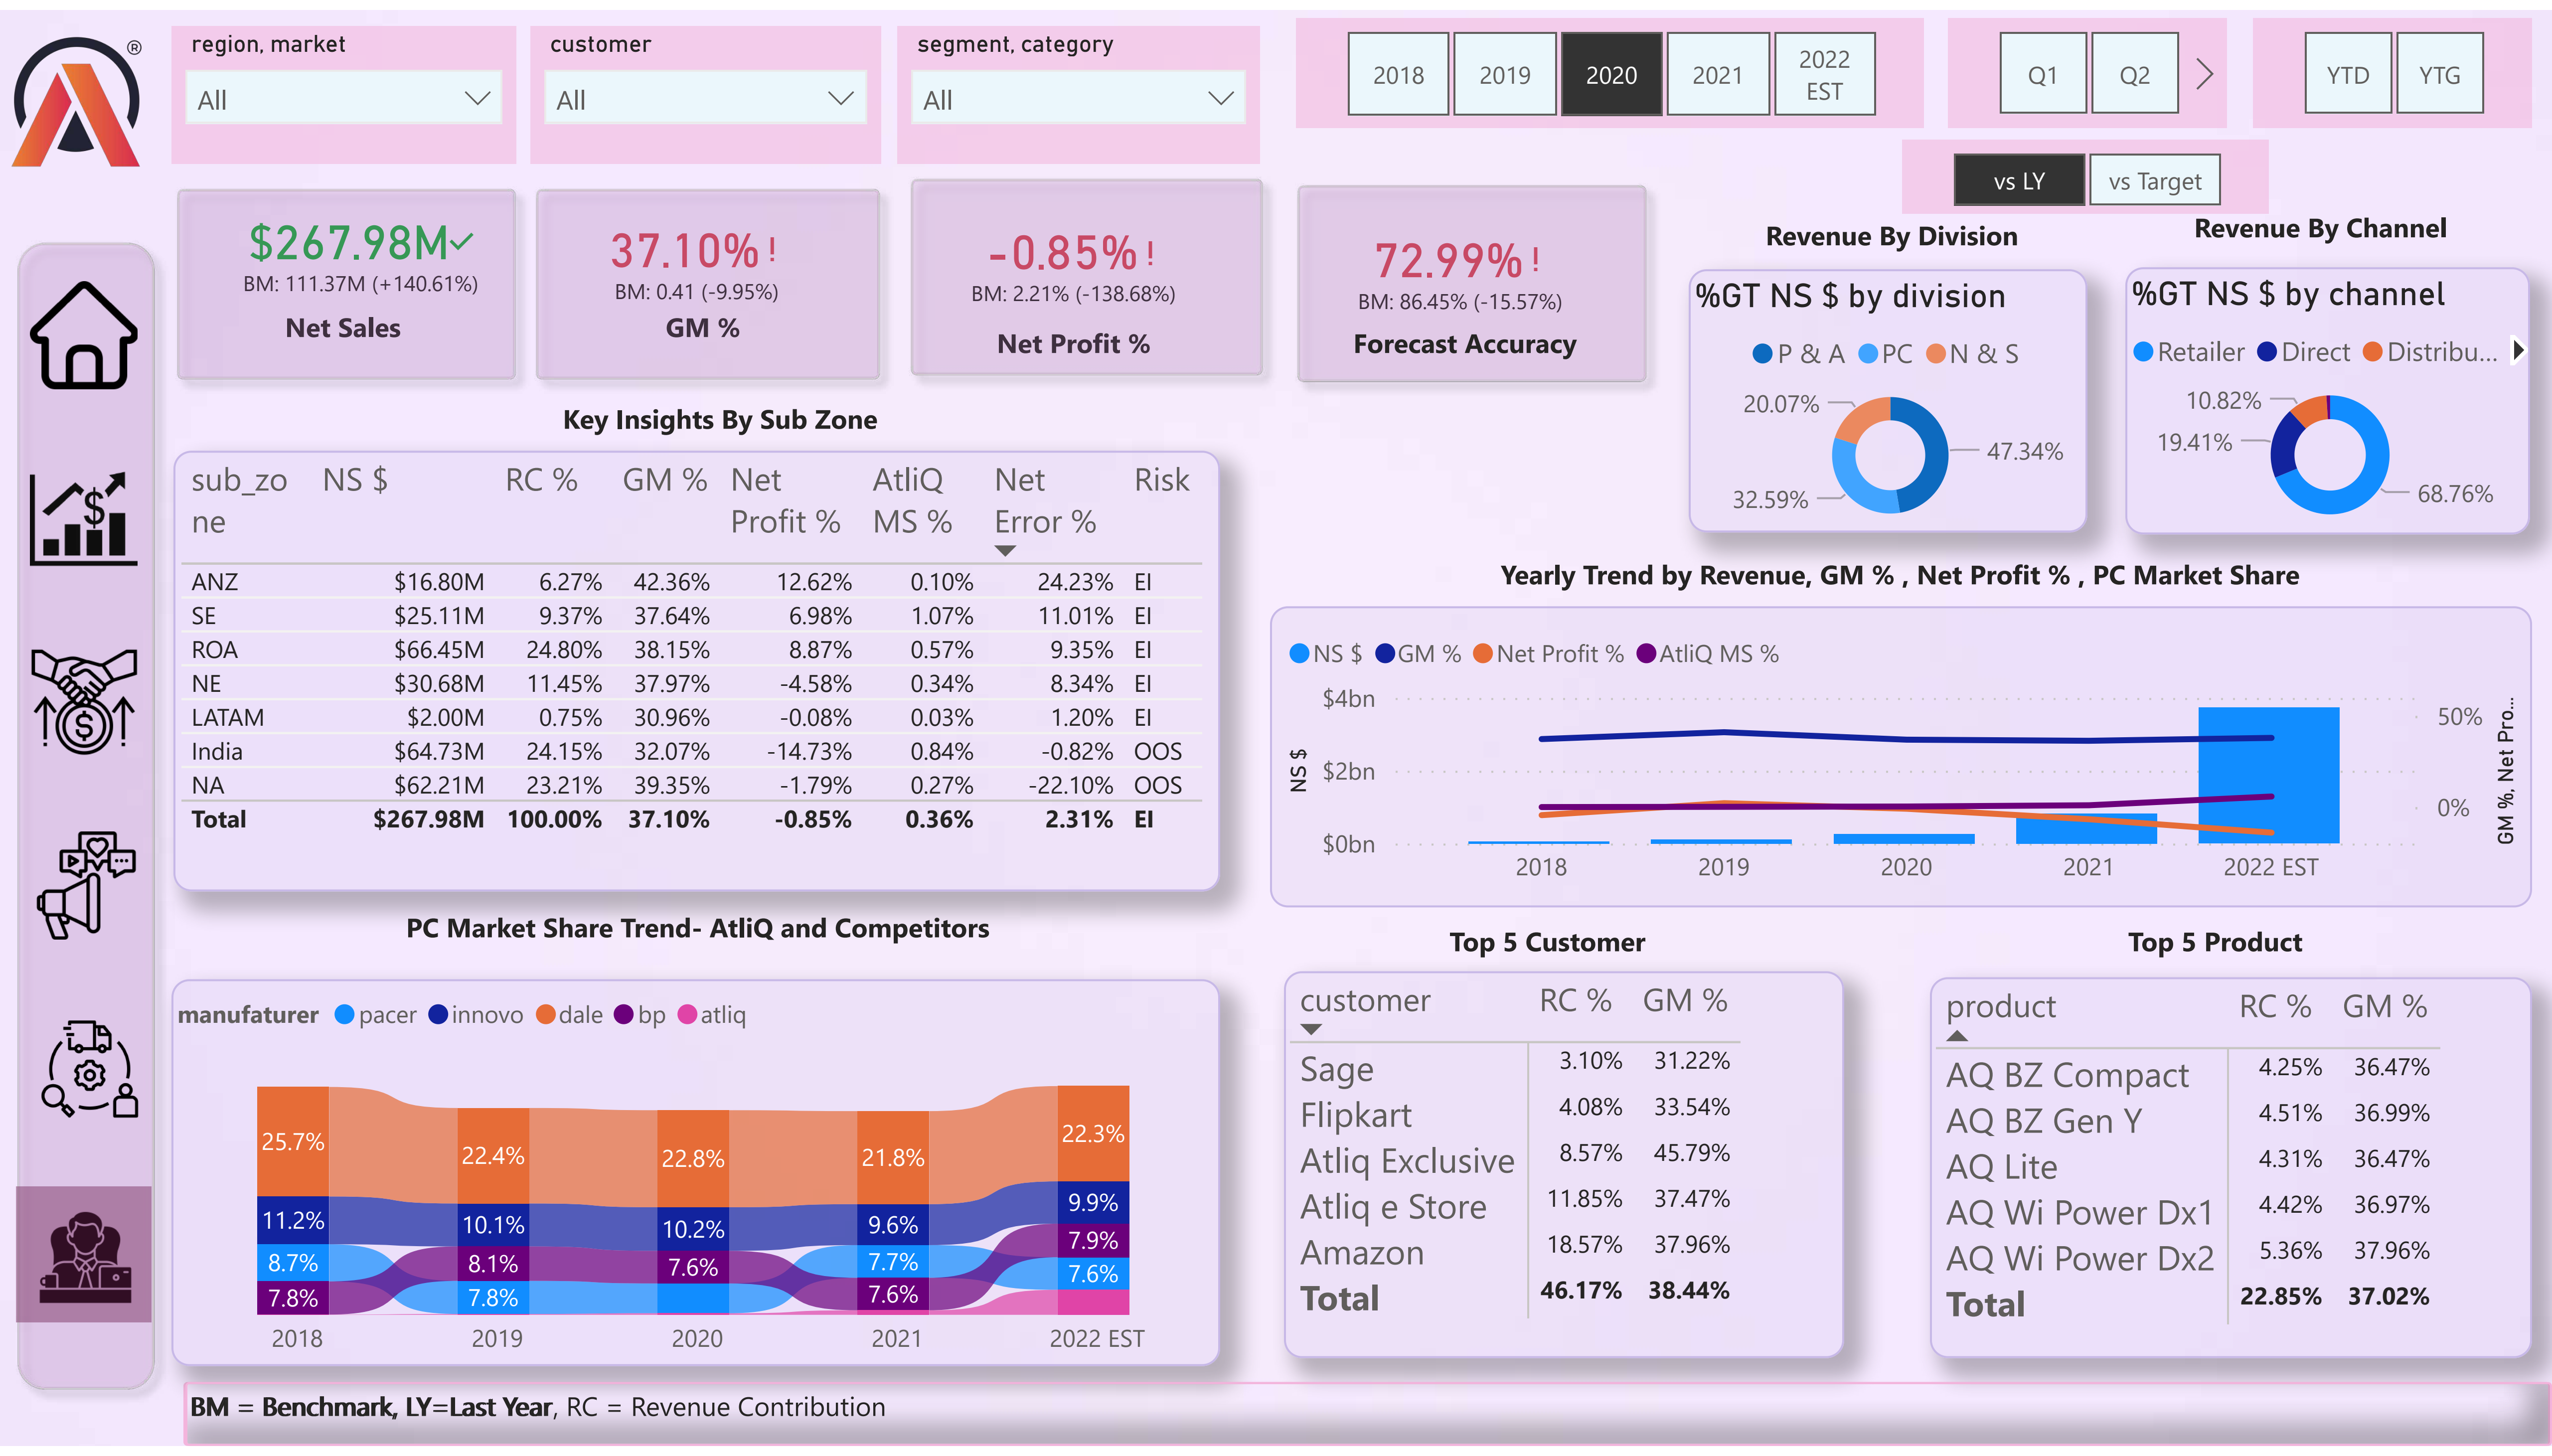 ®
region, market
All
customer
All
segment, category
All
2018
2019
2020
2021
2022
EST
Q1
Q2
YTD
YTG
vs LY
vs Target
$267.98M
BM: 111.37M (+140.61%)
Net Sales
37.10% !
BM: 0.41 (-9.95%)
GM %
-0.85% !
BM: 2.21% (-138.68%)
Net Profit %
72.99% !
BM: 86.45% (-15.57%)
Forecast Accuracy
Revenue By Division
%GT NS $ by division
P & A PC N & S
20.07%
47.34%
32.59%
Revenue By Channel
%GT NS $ by channel
Retailer Direct Distribu...
10.82%
19.41%
68.76%
Key Insights By Sub Zone
sub_zo NS $ RC % GM % Net AtliQ Net Risk
ne Profit % MS % Error %
ANZ $16.80M 6.27% 42.36% 12.62% 0.10% 24.23% EI
SE $25.11M 9.37% 37.64% 6.98% 1.07% 11.01% EI
ROA $66.45M 24.80% 38.15% 8.87% 0.57% 9.35% EI
NE $30.68M 11.45% 37.97% -4.58% 0.34% 8.34% EI
LATAM $2.00M 0.75% 30.96% -0.08% 0.03% 1.20% EI
India $64.73M 24.15% 32.07% -14.73% 0.84% -0.82% OOS
NA $62.21M 23.21% 39.35% -1.79% 0.27% -22.10% OOS
Total $267.98M 100.00% 37.10% -0.85% 0.36% 2.31% EI
Yearly Trend by Revenue, GM % , Net Profit % , PC Market Share
NS $ GM % Net Profit % AtliQ MS %
$4bn
$2bn
$0bn
NS $
50%
0%
GM %, Net Pro...
2018 2019 2020 2021 2022 EST
PC Market Share Trend- AtliQ and Competitors
manufaturer pacer innovo dale bp atliq
25.7% 22.4% 22.8% 21.8% 22.3%
11.2% 10.1% 10.2% 9.6% 9.9%
8.7% 8.1% 7.6% 7.7% 7.9%
7.8% 7.8% 7.6% 7.6%
2018 2019 2020 2021 2022 EST
Top 5 Customer
customer RC % GM %
Sage 3.10% 31.22%
Flipkart 4.08% 33.54%
Atliq Exclusive 8.57% 45.79%
Atliq e Store 11.85% 37.47%
Amazon 18.57% 37.96%
Total 46.17% 38.44%
Top 5 Product
product RC % GM %
AQ BZ Compact 4.25% 36.47%
AQ BZ Gen Y 4.51% 36.99%
AQ Lite 4.31% 36.47%
AQ Wi Power Dx1 4.42% 36.97%
AQ Wi Power Dx2 5.36% 37.96%
Total 22.85% 37.02%
BM = Benchmark, LY=Last Year, RC = Revenue Contribution